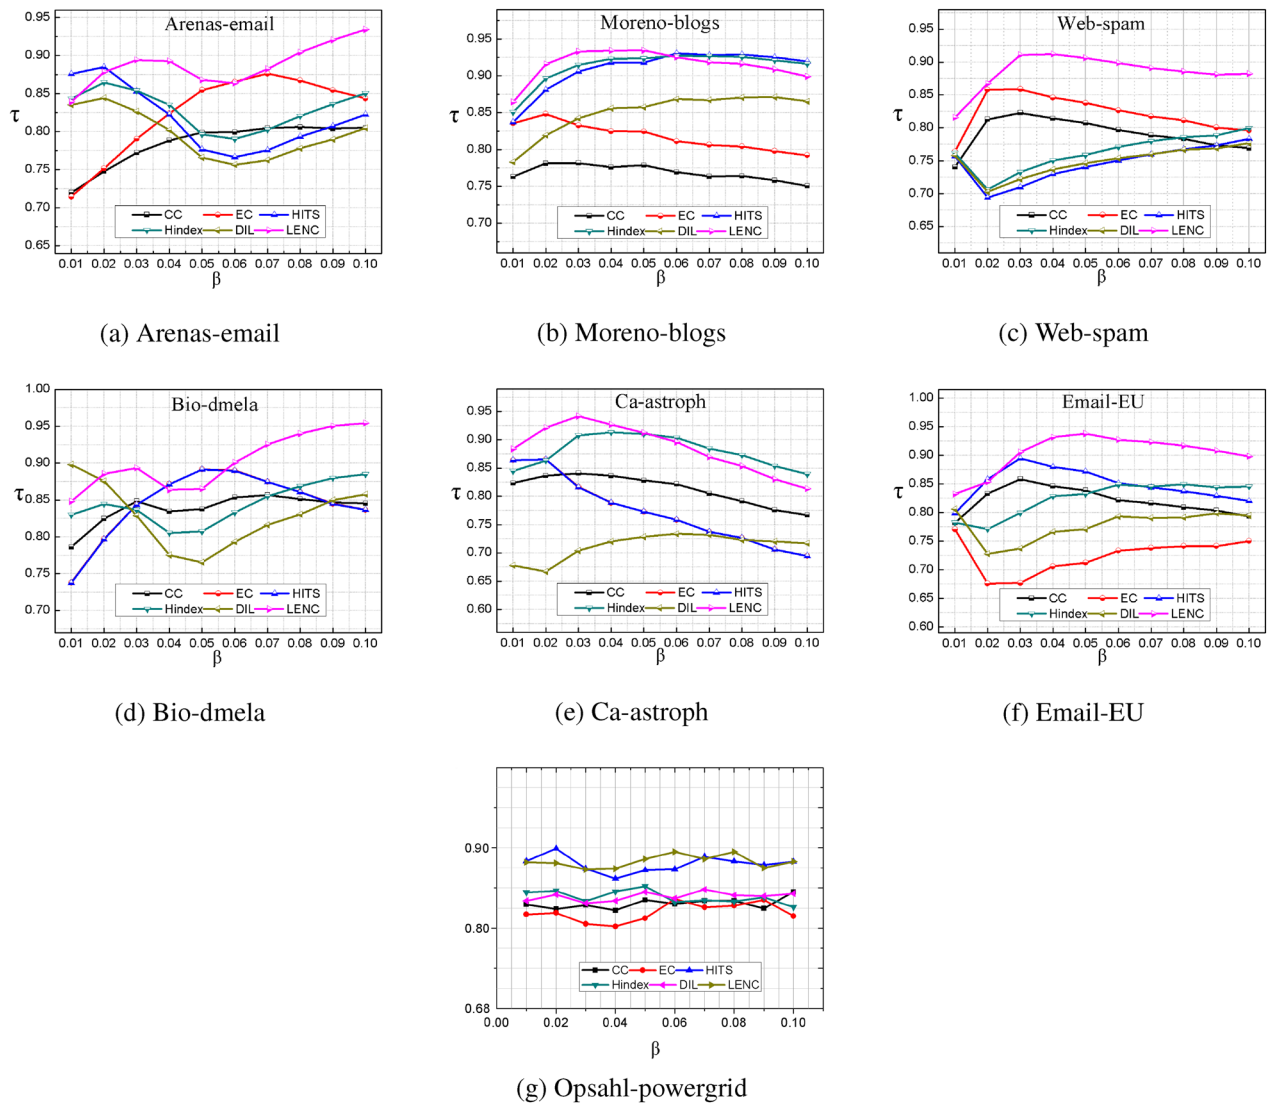 Arenas-email
τ
0.95
0.90
0.85
0.80
0.75
0.70
0.65
CC EC HITS
Hindex DIL LENC
0.01 0.02 0.03 0.04 0.05 0.06 0.07 0.08 0.09 0.10
β
(a) Arenas-email
Moreno-blogs
τ
0.95
0.90
0.85
0.80
0.75
0.70
CC EC HITS
Hindex DIL LENC
0.01 0.02 0.03 0.04 0.05 0.06 0.07 0.08 0.09 0.10
β
(b) Moreno-blogs
Web-spam
τ
0.95
0.90
0.85
0.80
0.75
0.70
0.65
CC EC HITS
Hindex DIL LENC
0.01 0.02 0.03 0.04 0.05 0.06 0.07 0.08 0.09 0.10
β
(c) Web-spam
Bio-dmela
τ
1.00
0.95
0.90
0.85
0.80
0.75
0.70
CC EC HITS
Hindex DIL LENC
0.01 0.02 0.03 0.04 0.05 0.06 0.07 0.08 0.09 0.10
β
(d) Bio-dmela
Ca-astroph
τ
0.95
0.90
0.85
0.80
0.75
0.70
0.65
0.60
CC EC HITS
Hindex DIL LENC
0.01 0.02 0.03 0.04 0.05 0.06 0.07 0.08 0.09 0.10
β
(e) Ca-astroph
Email-EU
τ
1.00
0.95
0.90
0.85
0.80
0.75
0.70
0.65
0.60
CC EC HITS
Hindex DIL LENC
0.01 0.02 0.03 0.04 0.05 0.06 0.07 0.08 0.09 0.10
β
(f) Email-EU
τ
0.90
0.80
0.68
CC EC HITS
Hindex DIL LENC
0.00 0.02 0.04 0.06 0.08 0.10
β
(g) Opsahl-powergrid